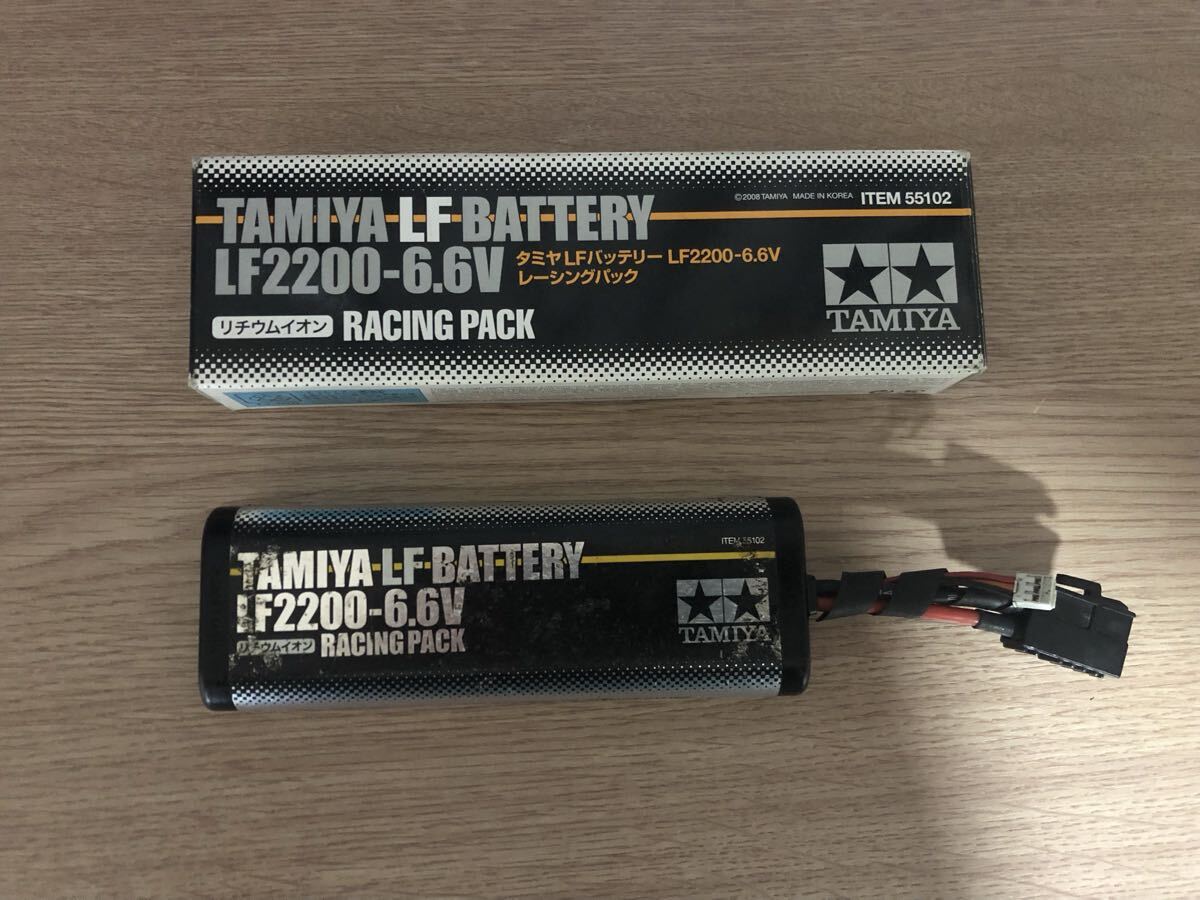 TAMIYA LF BATTERY
LF2200-6.6V
タミヤLFバッテリー LF2200-6.6V
レーシングパック
リチウムイオン RACING PACK
©2008 TAMIYA MADE IN KOREA ITEM 55102
TAMIYA
TAMIYA LF BATTERY
LF2200-6.6V
リチウムイオン RACING PACK
ITEM 55102
TAMIYA